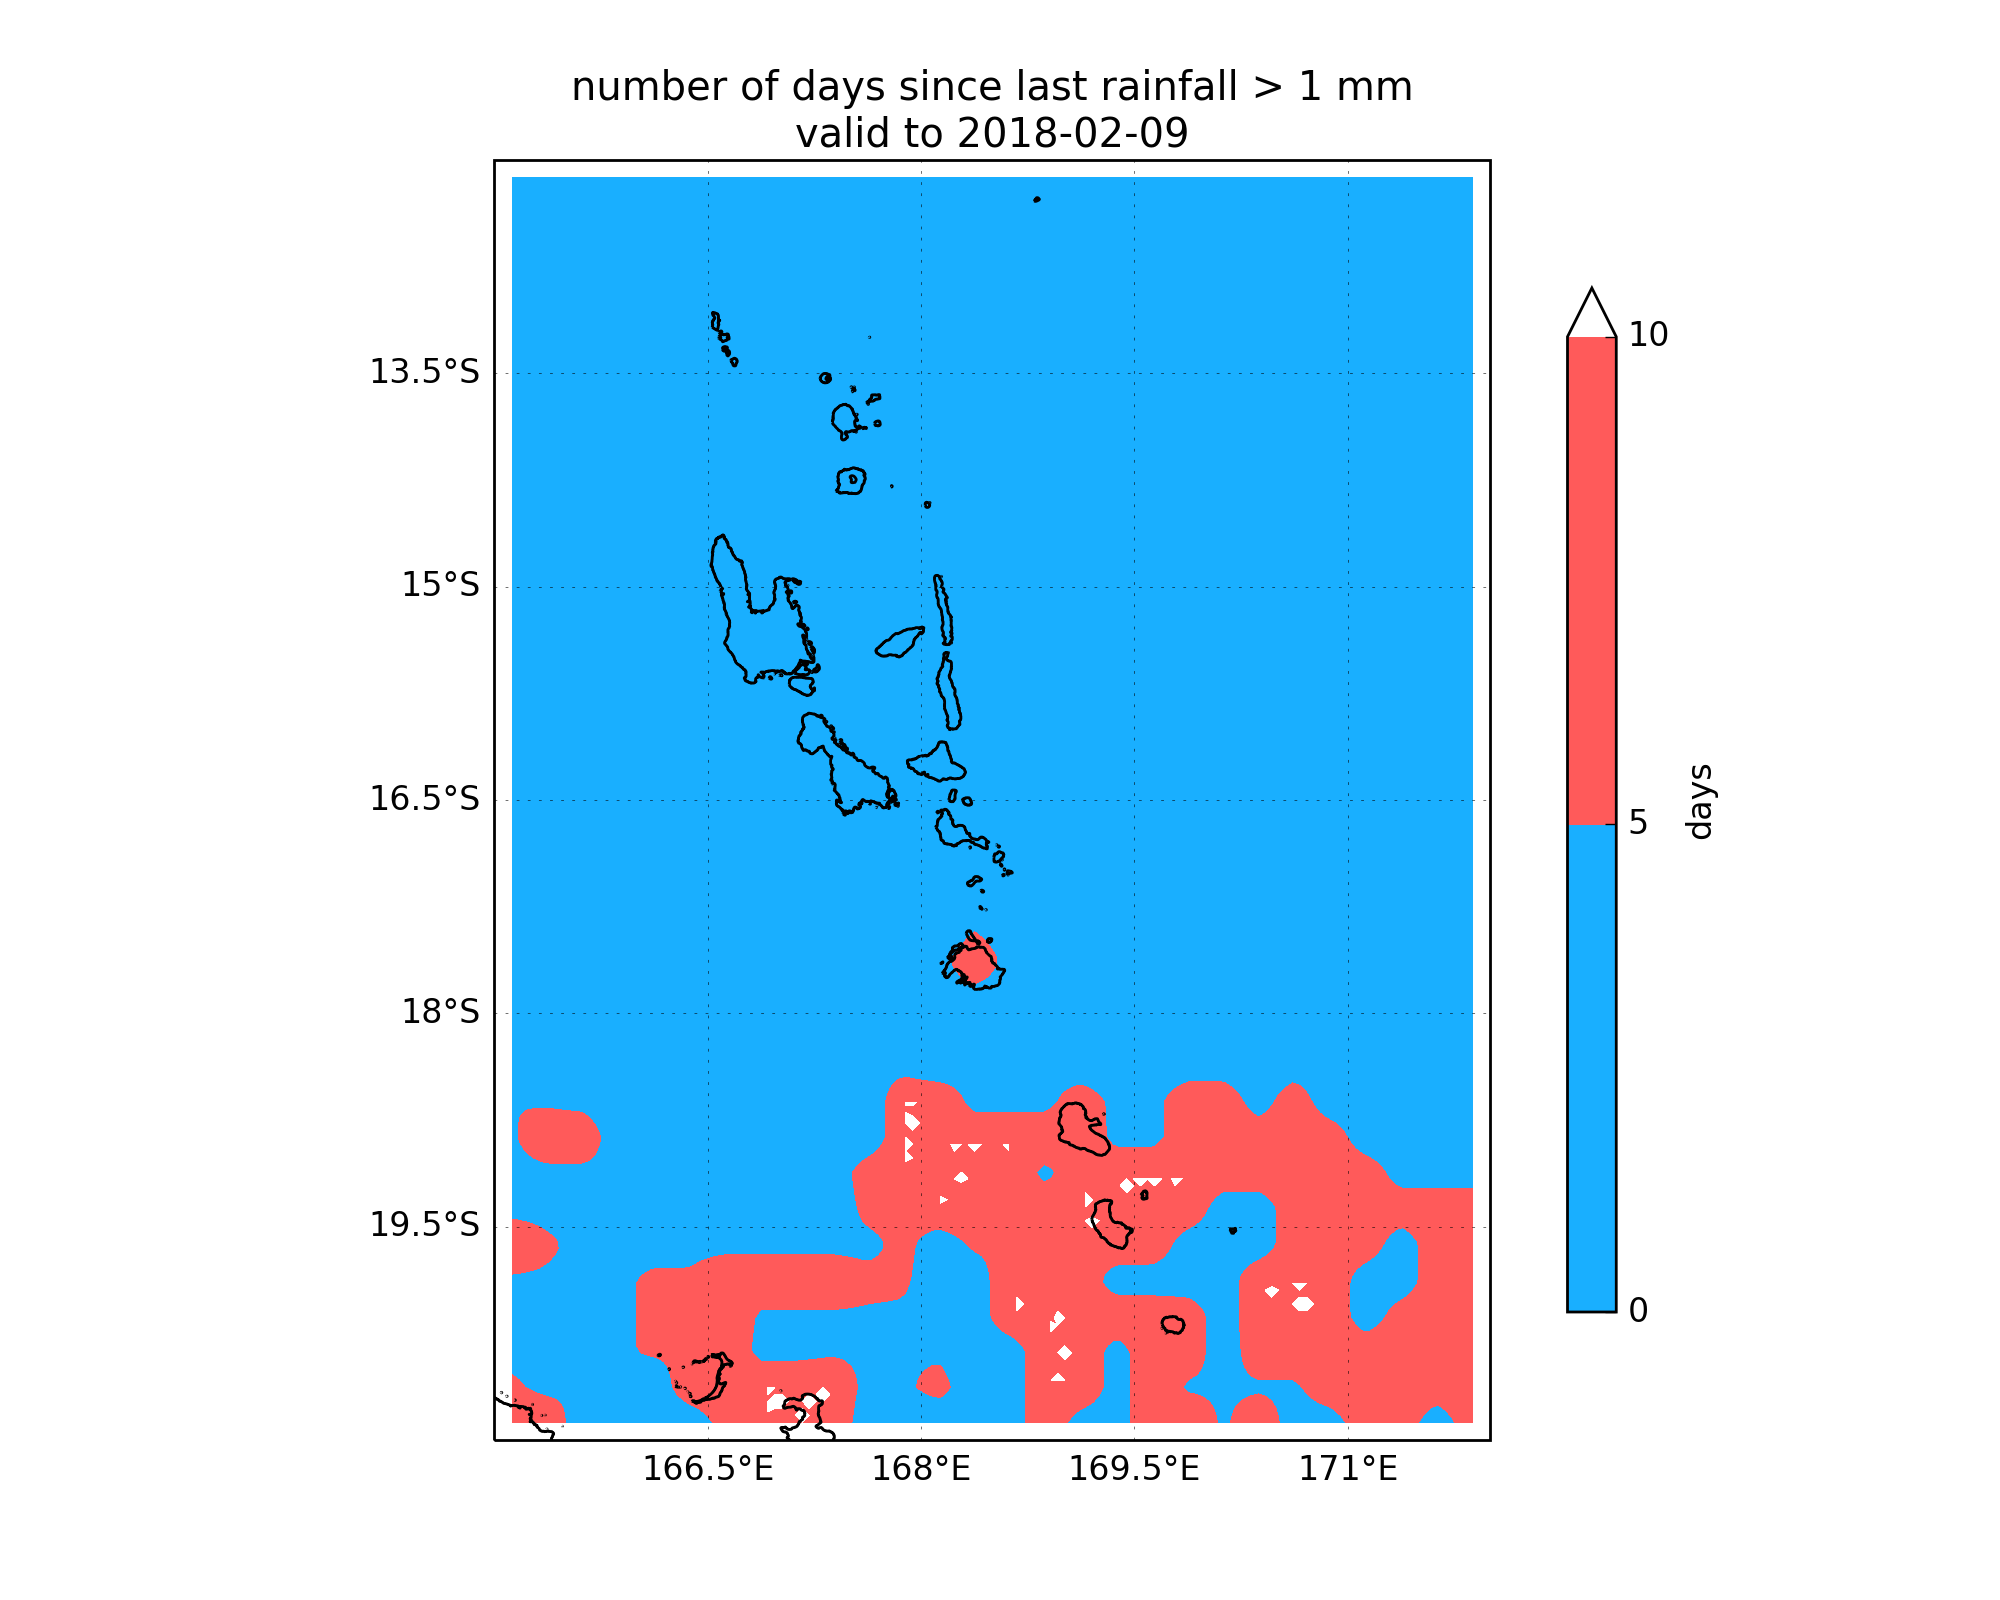 number of days since last rainfall > 1 mm
valid to 2018-02-09
10
13.5°S
15°S
16.5°S
5
days
18°S
19.5°S
0
166.5°E 168°E 169.5°E 171°E